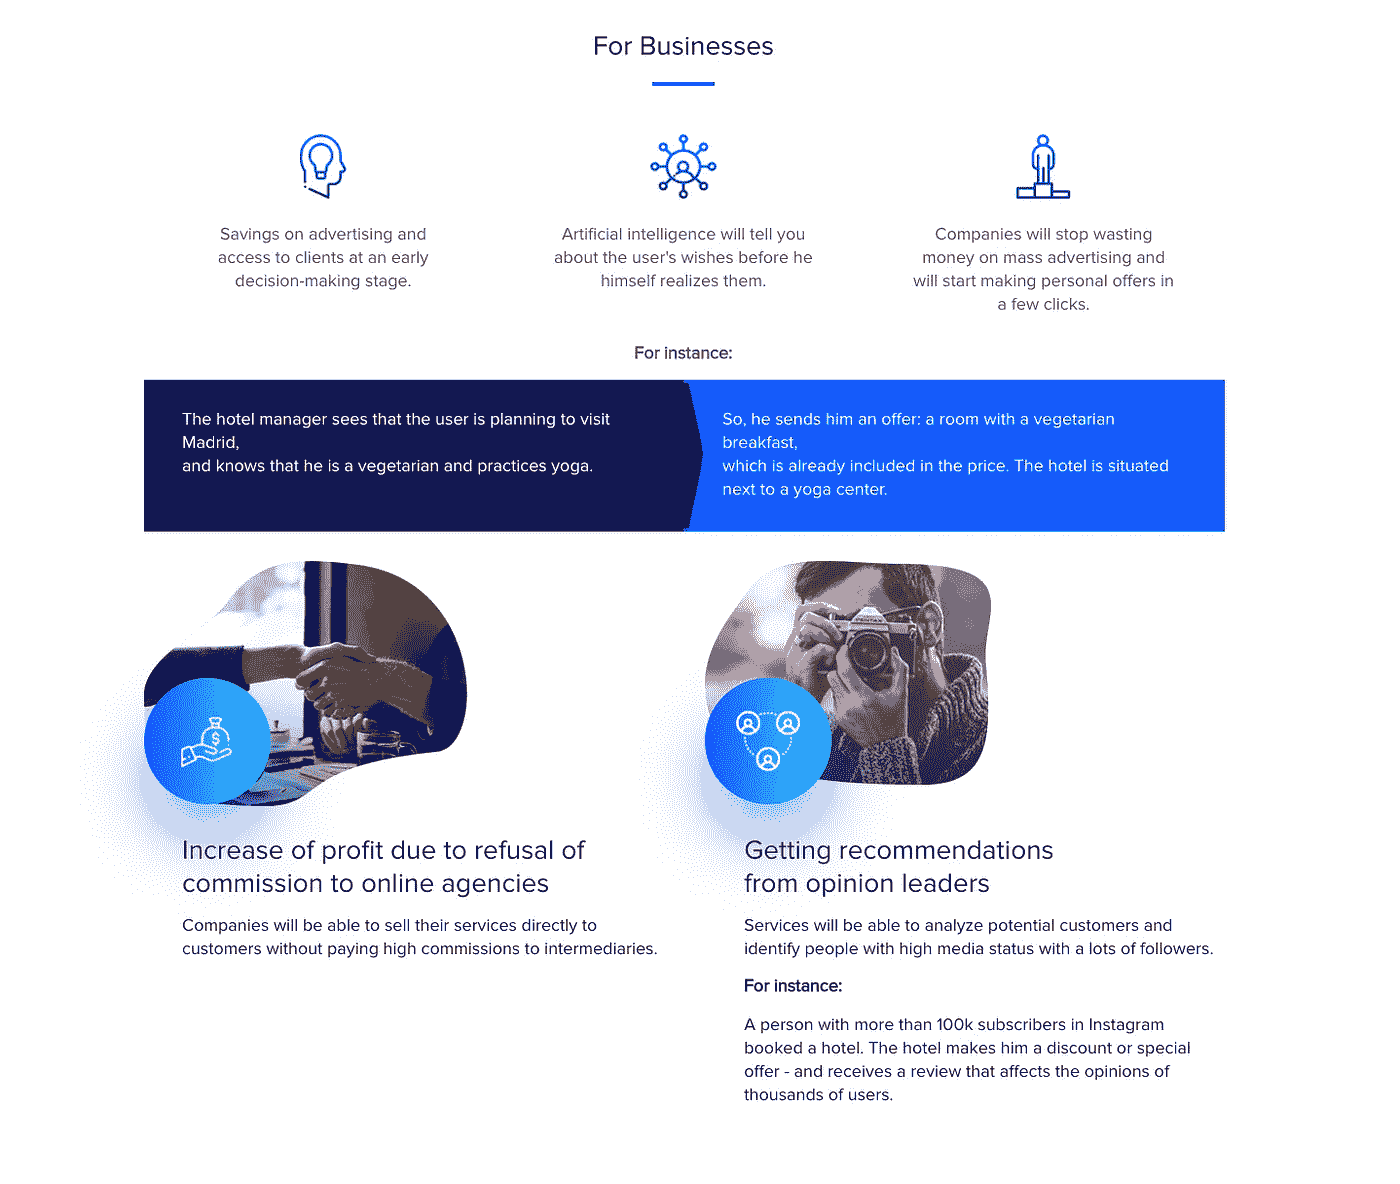 For Businesses
Savings on advertising and
access to clients at an early
decision-making stage.
Artificial intelligence will tell you
about the user's wishes before he
himself realizes them.
Companies will stop wasting
money on mass advertising and
will start making personal offers in
a few clicks.
For instance:
The hotel manager sees that the user is planning to visit
Madrid,
and knows that he is a vegetarian and practices yoga.
So, he sends him an offer: a room with a vegetarian
breakfast,
which is already included in the price. The hotel is situated
next to a yoga center.
$
Increase of profit due to refusal of
commission to online agencies
Companies will be able to sell their services directly to
customers without paying high commissions to intermediaries.
Getting recommendations
from opinion leaders
Services will be able to analyze potential customers and
identify people with high media status with a lots of followers.
For instance:
A person with more than 100k subscribers in Instagram
booked a hotel. The hotel makes him a discount or special
offer - and receives a review that affects the opinions of
thousands of users.